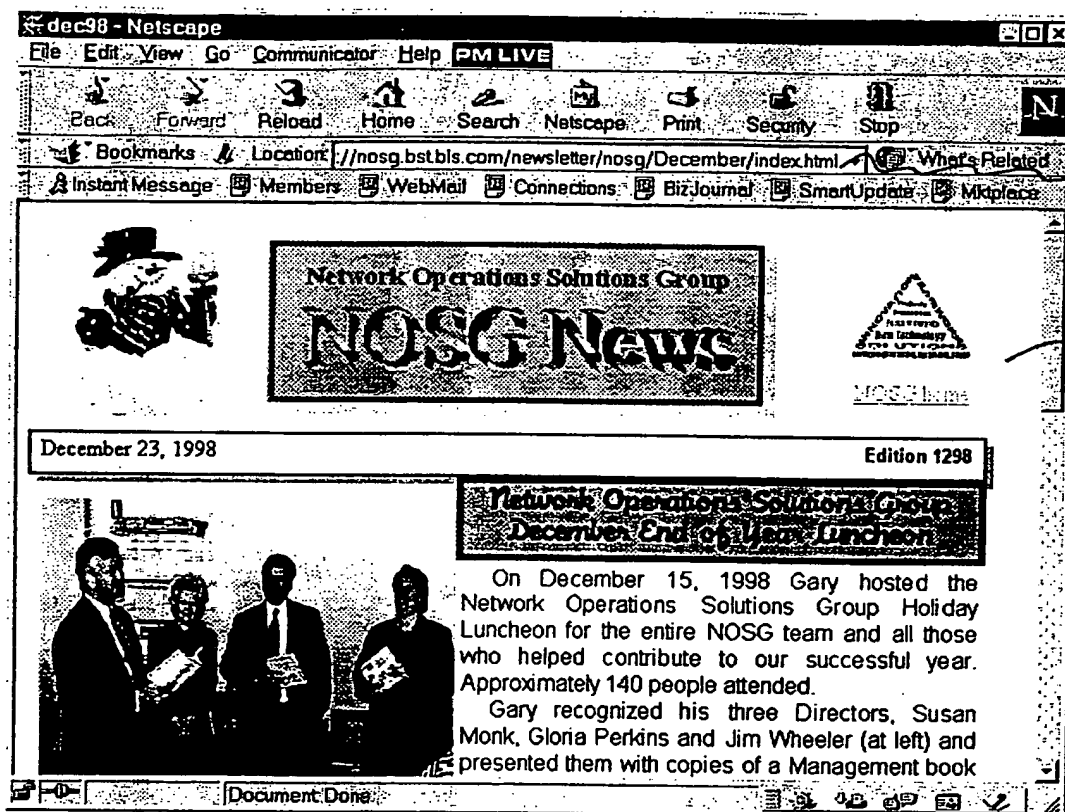 dec98 - Netscape
File Edit View Go Communicator Help PM LIVE
Back Forward Reload Home Search Netscape Print Security Stop
N
Bookmarks Location: //nosg.bst.bls.com/newsletter/nosg/December/index.html What's Related
Instant Message Members WebMail Connections BizJournal SmartUpdate Mktplace
Network Operations Solutions Group
NOSG News
NOSG home
December 23, 1998
Edition 1298
Network Operations Solutions Group
December End of Year Luncheon
On December 15, 1998 Gary hosted the
Network Operations Solutions Group Holiday
Luncheon for the entire NOSG team and all those
who helped contribute to our successful year.
Approximately 140 people attended.
Gary recognized his three Directors, Susan
Monk, Gloria Perkins and Jim Wheeler (at left) and
presented them with copies of a Management book
Document: Done